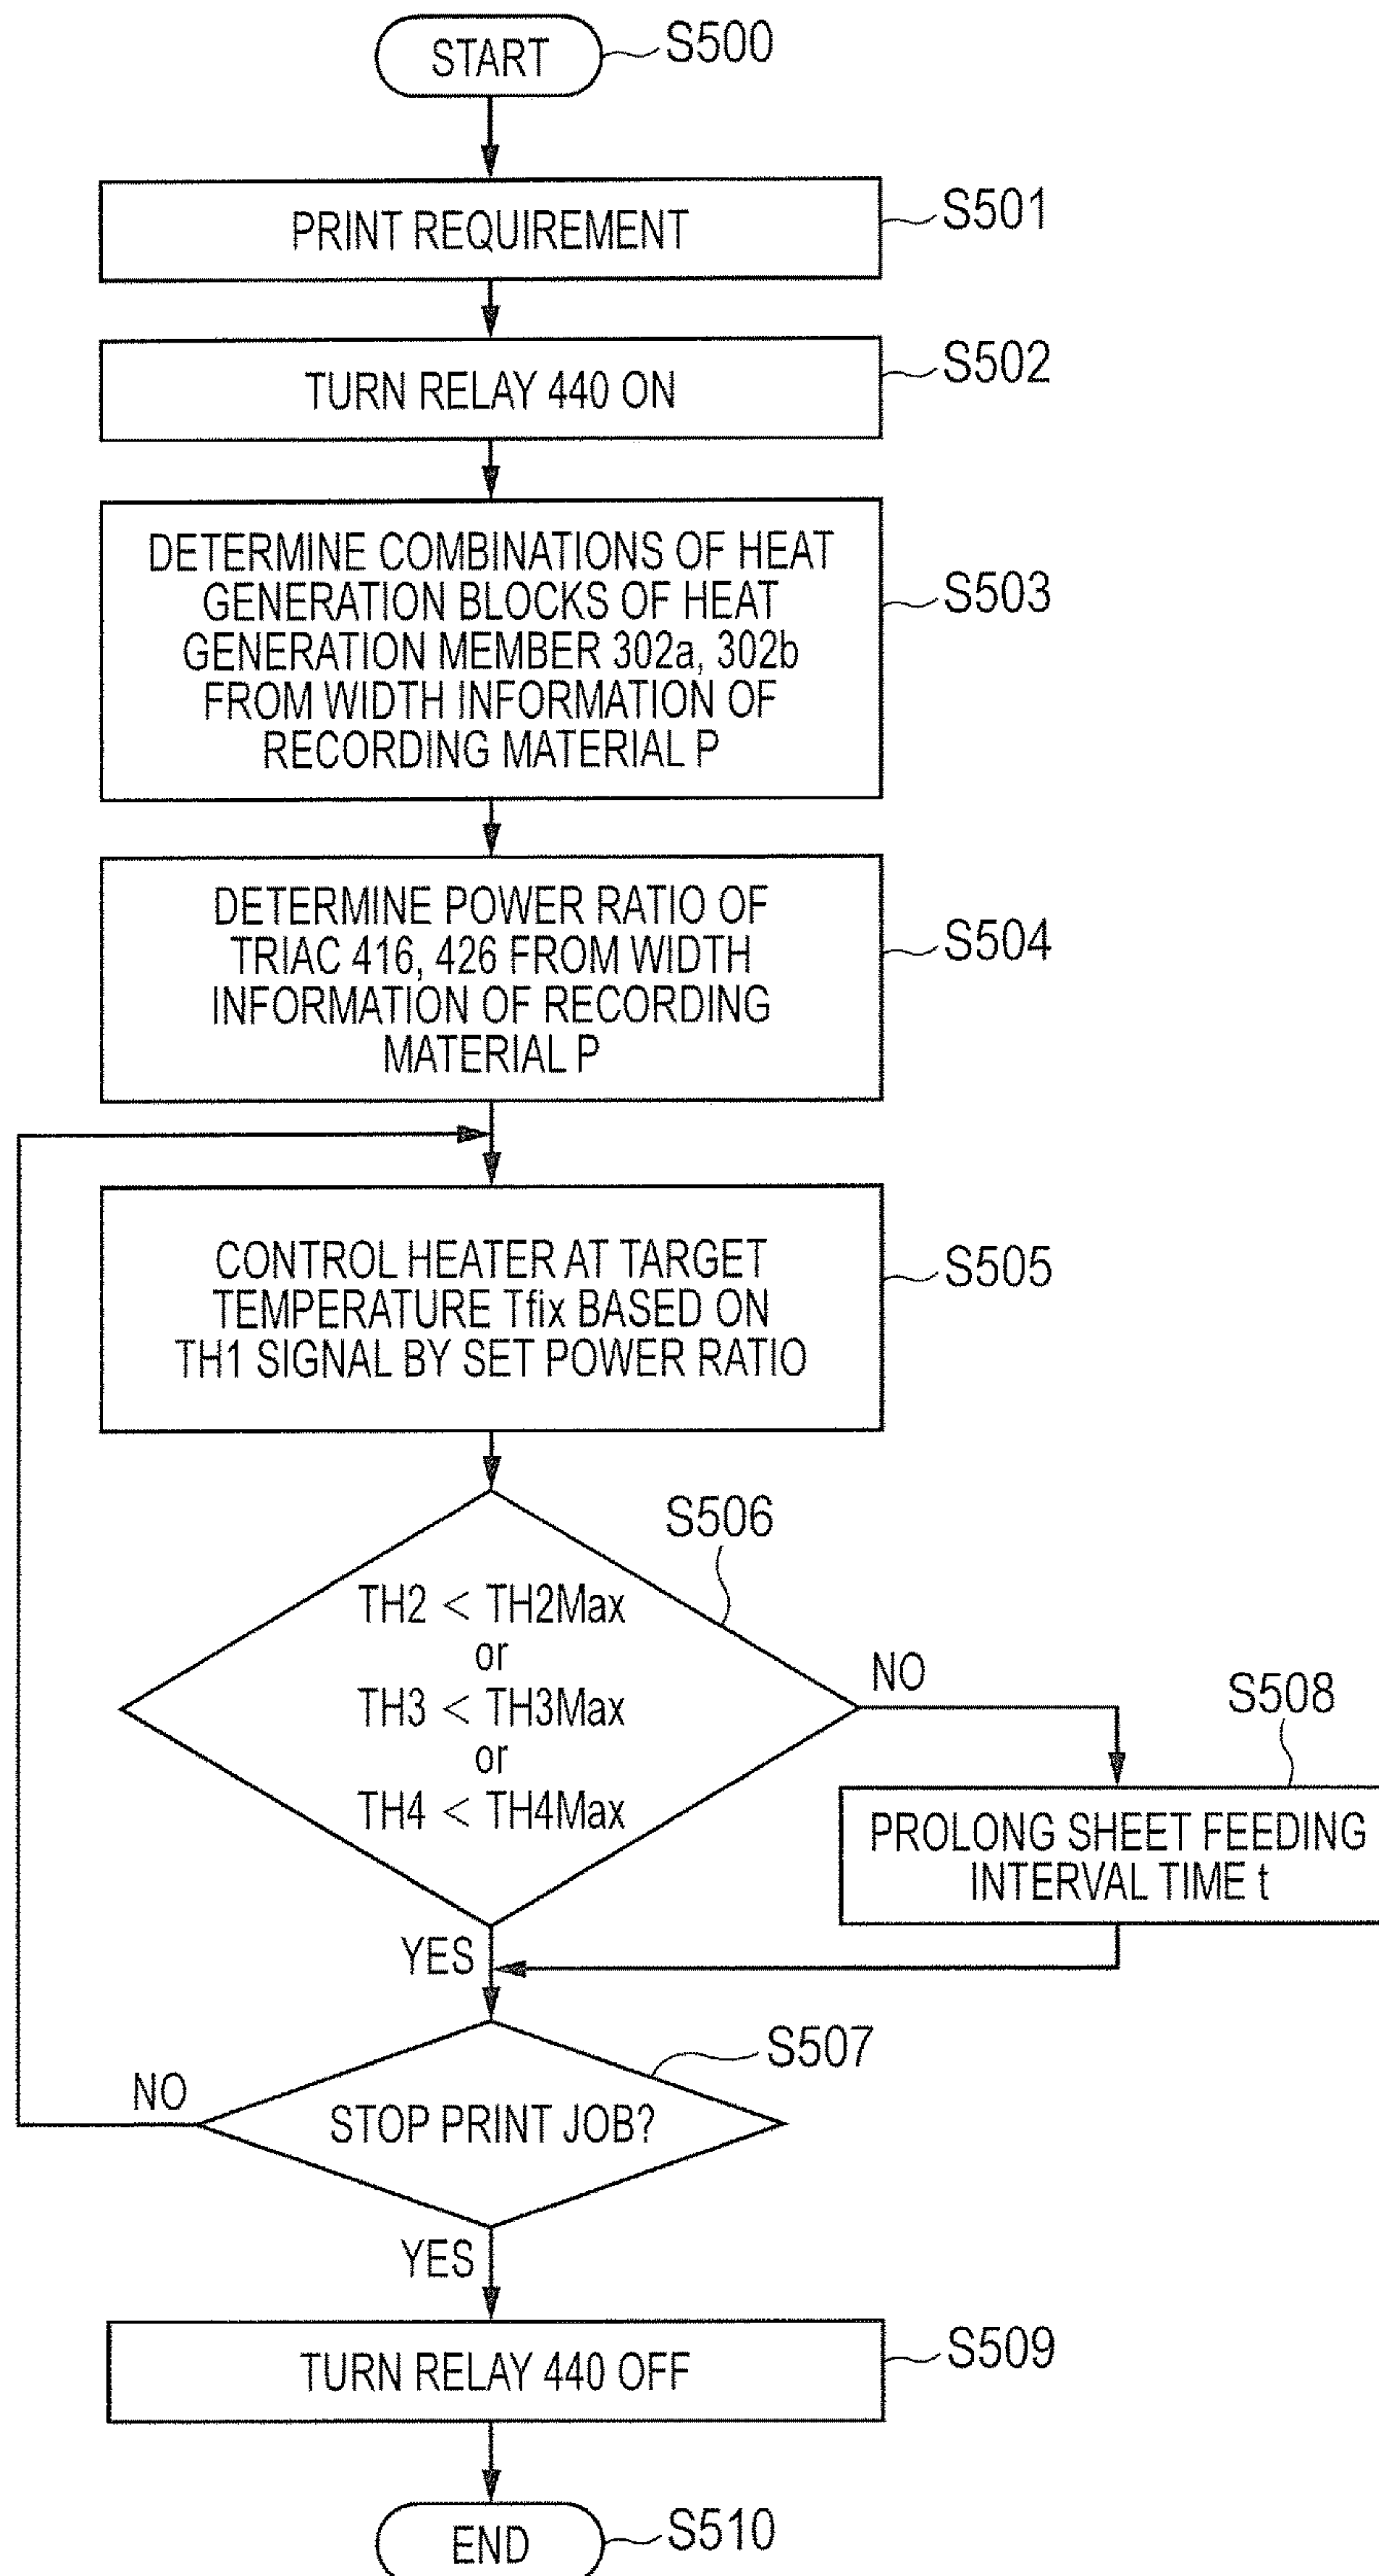 START
S500
PRINT REQUIREMENT
S501
TURN RELAY 440 ON
S502
DETERMINE COMBINATIONS OF HEAT
GENERATION BLOCKS OF HEAT
GENERATION MEMBER 302a, 302b
FROM WIDTH INFORMATION OF
RECORDING MATERIAL P
S503
DETERMINE POWER RATIO OF
TRIAC 416, 426 FROM WIDTH
INFORMATION OF RECORDING
MATERIAL P
S504
CONTROL HEATER AT TARGET
TEMPERATURE Tfix BASED ON
TH1 SIGNAL BY SET POWER RATIO
S505
S506
TH2 < TH2Max
or
TH3 < TH3Max
or
TH4 < TH4Max
NO
S508
PROLONG SHEET FEEDING
INTERVAL TIME t
YES
S507
STOP PRINT JOB?
NO
YES
TURN RELAY 440 OFF
S509
END
S510